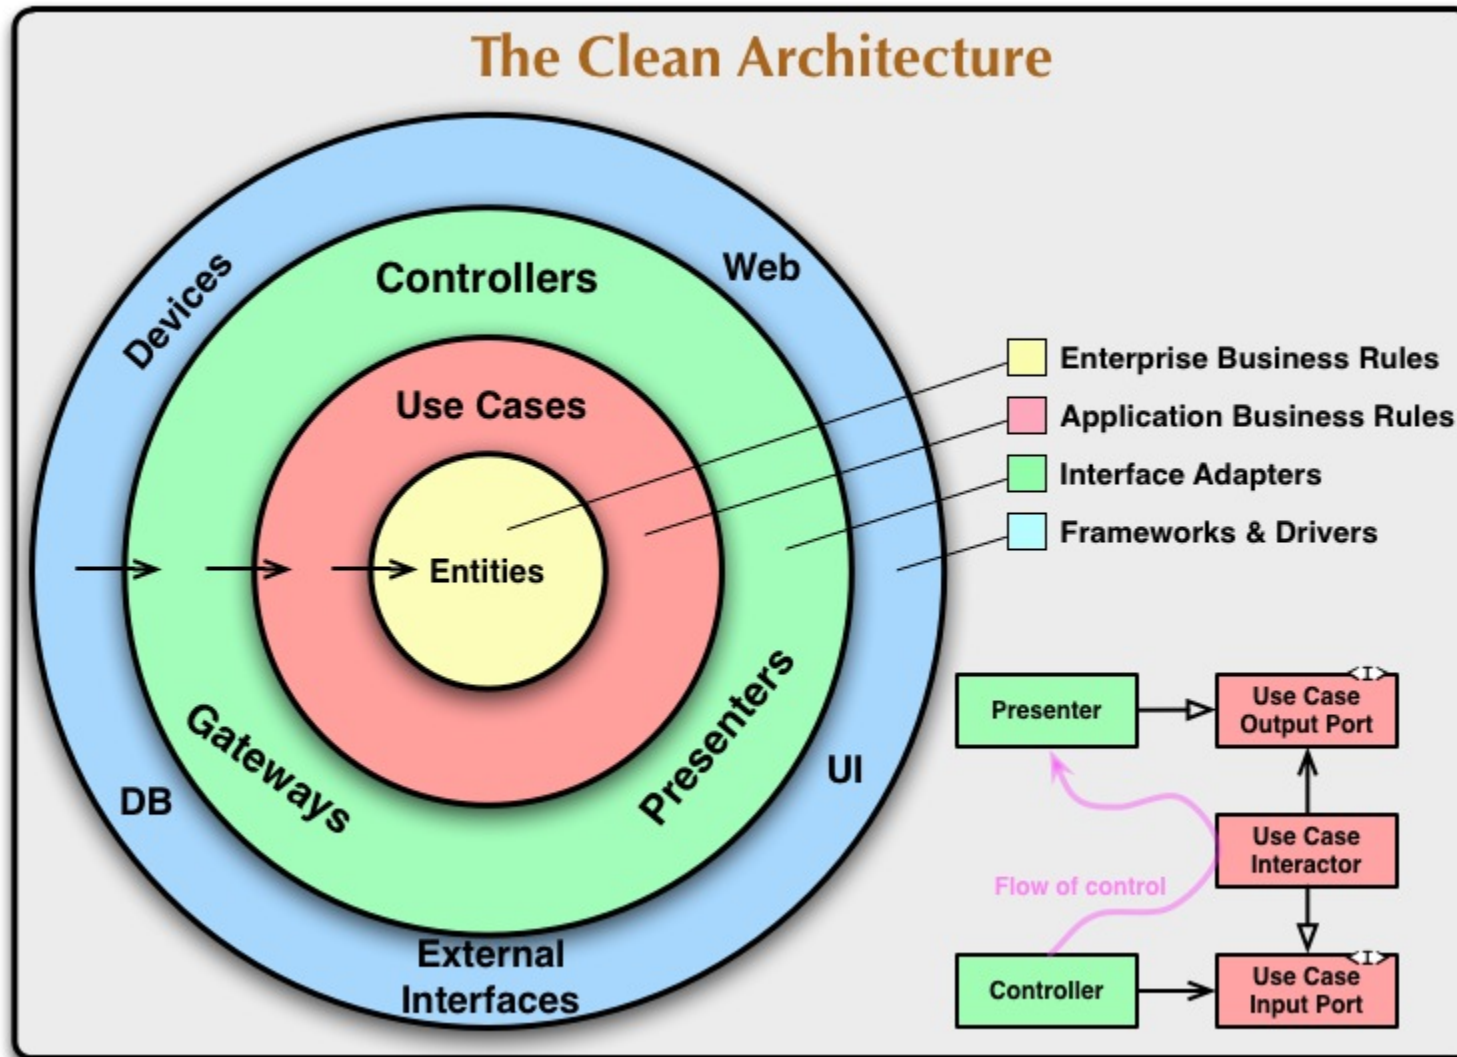 The Clean Architecture
Devices
Controllers
Web
Use Cases
Entities
Gateways
Presenters
DB
UI
External
Interfaces
Enterprise Business Rules
Application Business Rules
Interface Adapters
Frameworks & Drivers
Presenter
<I>
Use Case
Output Port
Use Case
Interactor
Flow of control
Controller
<I>
Use Case
Input Port